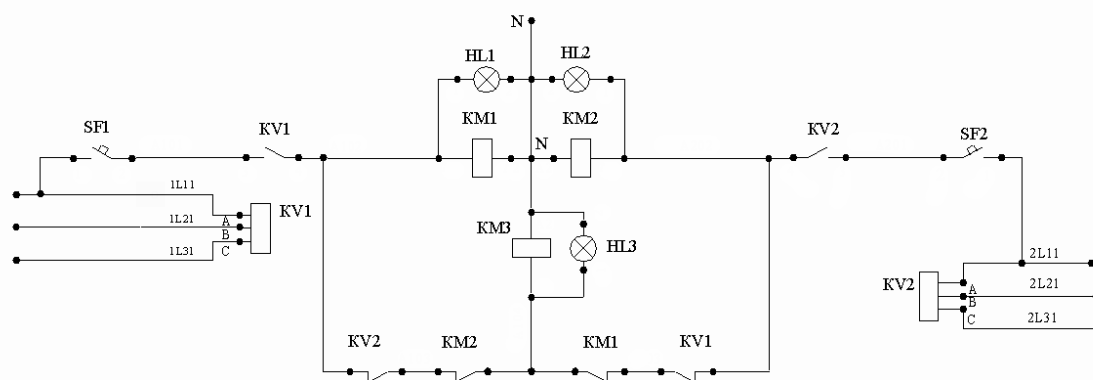 N
HL1
HL2
SF1
KV1
KM1
KM2
KV2
SF2
N
1L11
KV1
A
1L21
B
1L31
C
KM3
HL3
2L11
KV2
A
2L21
B
C
2L31
KV2
KM2
KM1
KV1